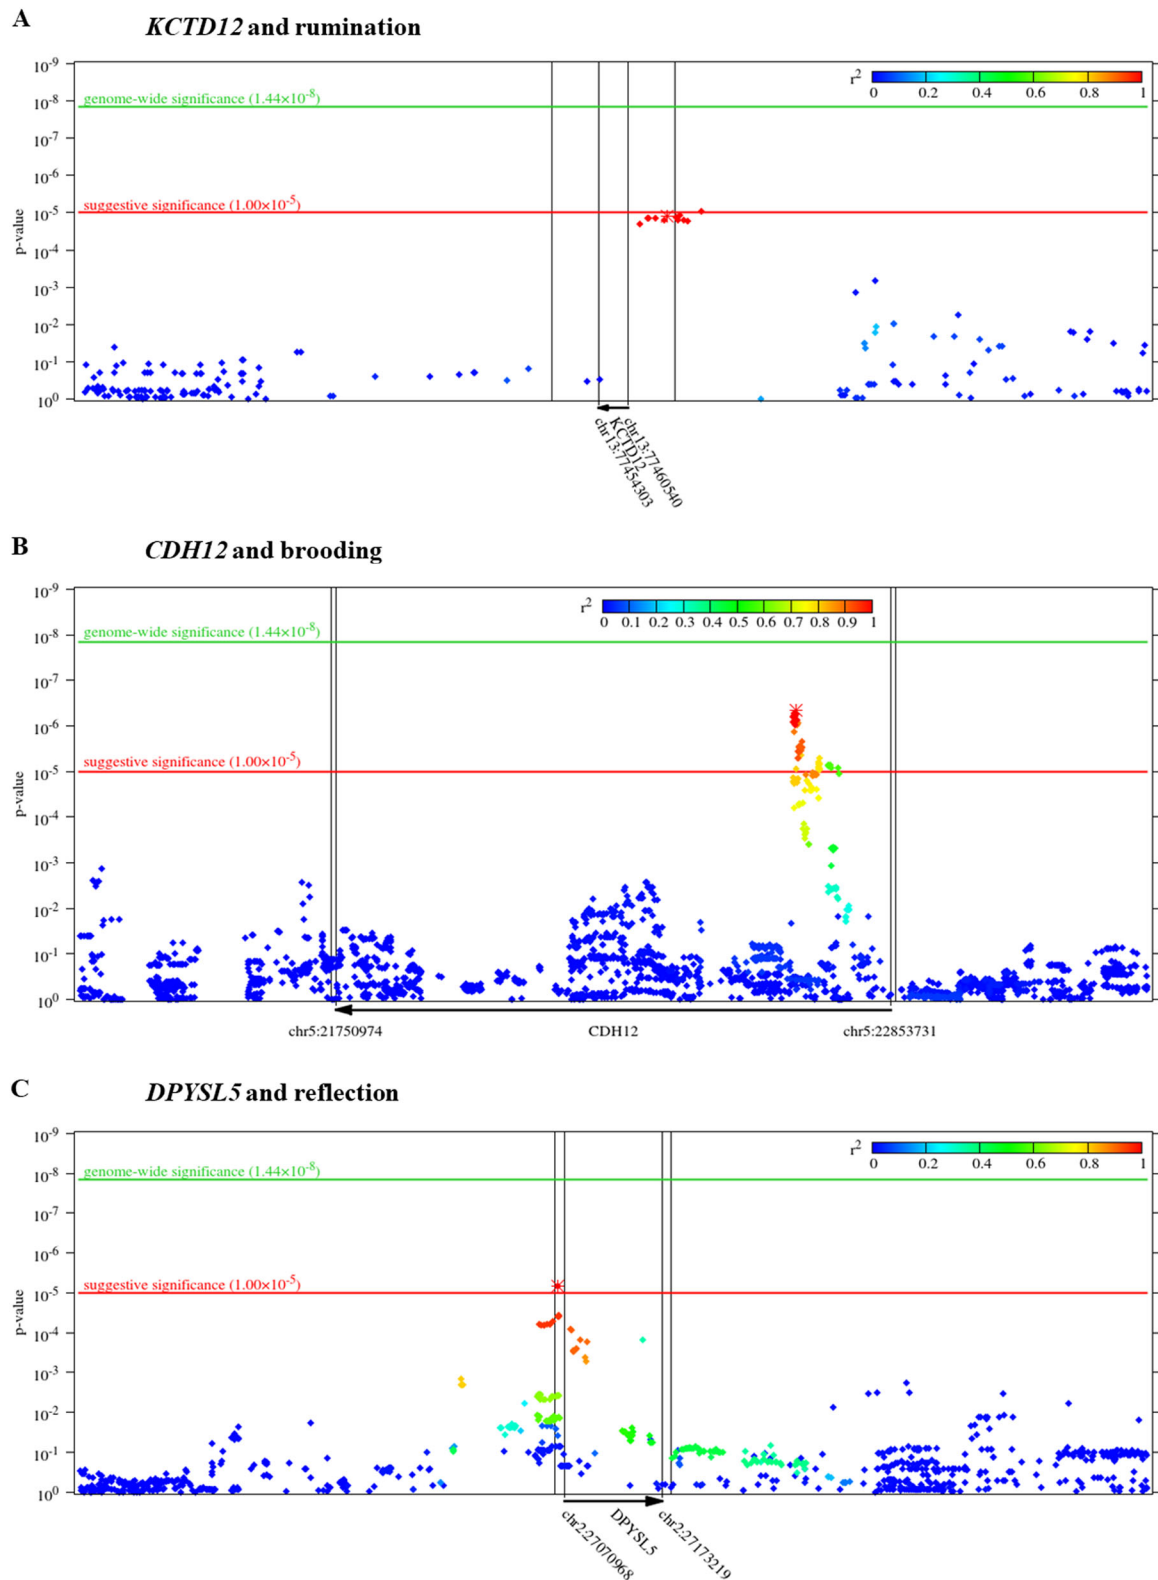 A
KCTD12 and rumination
10-9
10-8
10-7
10-6
10-5
10-4
10-3
10-2
10-1
100
p-value
genome-wide significance (1.44×10-8)
suggestive significance (1.00×10-5)
r2
0 0.2 0.4 0.6 0.8 1
chr13:77454303
KCTD12
chr13:77460540
B
CDH12 and brooding
10-9
10-8
10-7
10-6
10-5
10-4
10-3
10-2
10-1
100
p-value
genome-wide significance (1.44×10-8)
suggestive significance (1.00×10-5)
r2
0 0.1 0.2 0.3 0.4 0.5 0.6 0.7 0.8 0.9 1
chr5:21750974 CDH12 chr5:22853731
C
DPYSL5 and reflection
10-9
10-8
10-7
10-6
10-5
10-4
10-3
10-2
10-1
100
p-value
genome-wide significance (1.44×10-8)
suggestive significance (1.00×10-5)
r2
0 0.2 0.4 0.6 0.8 1
chr2:27070968
DPYSL5
chr2:27173219